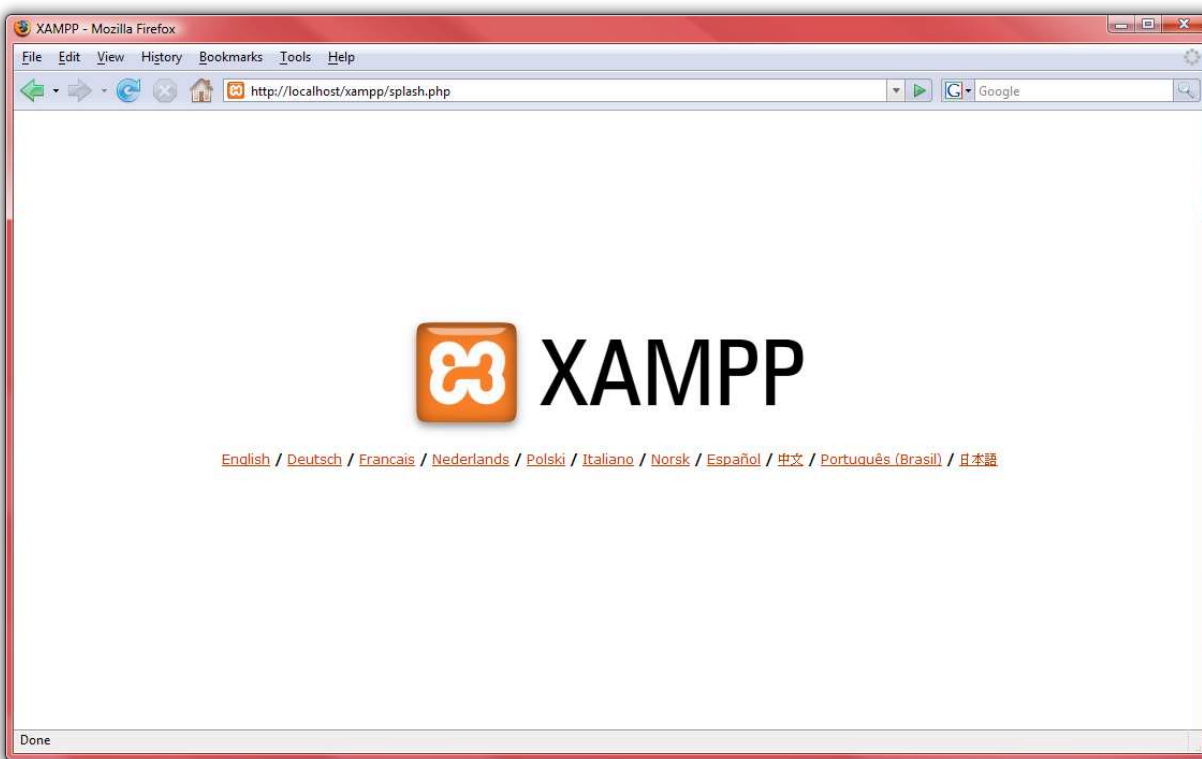 XAMPP - Mozilla Firefox
File Edit View History Bookmarks Tools Help
http://localhost/xampp/splash.php G Google
XAMPP
English / Deutsch / Francais / Nederlands / Polski / Italiano / Norsk / Español / 中文 / Português (Brasil) / 日本語
Done